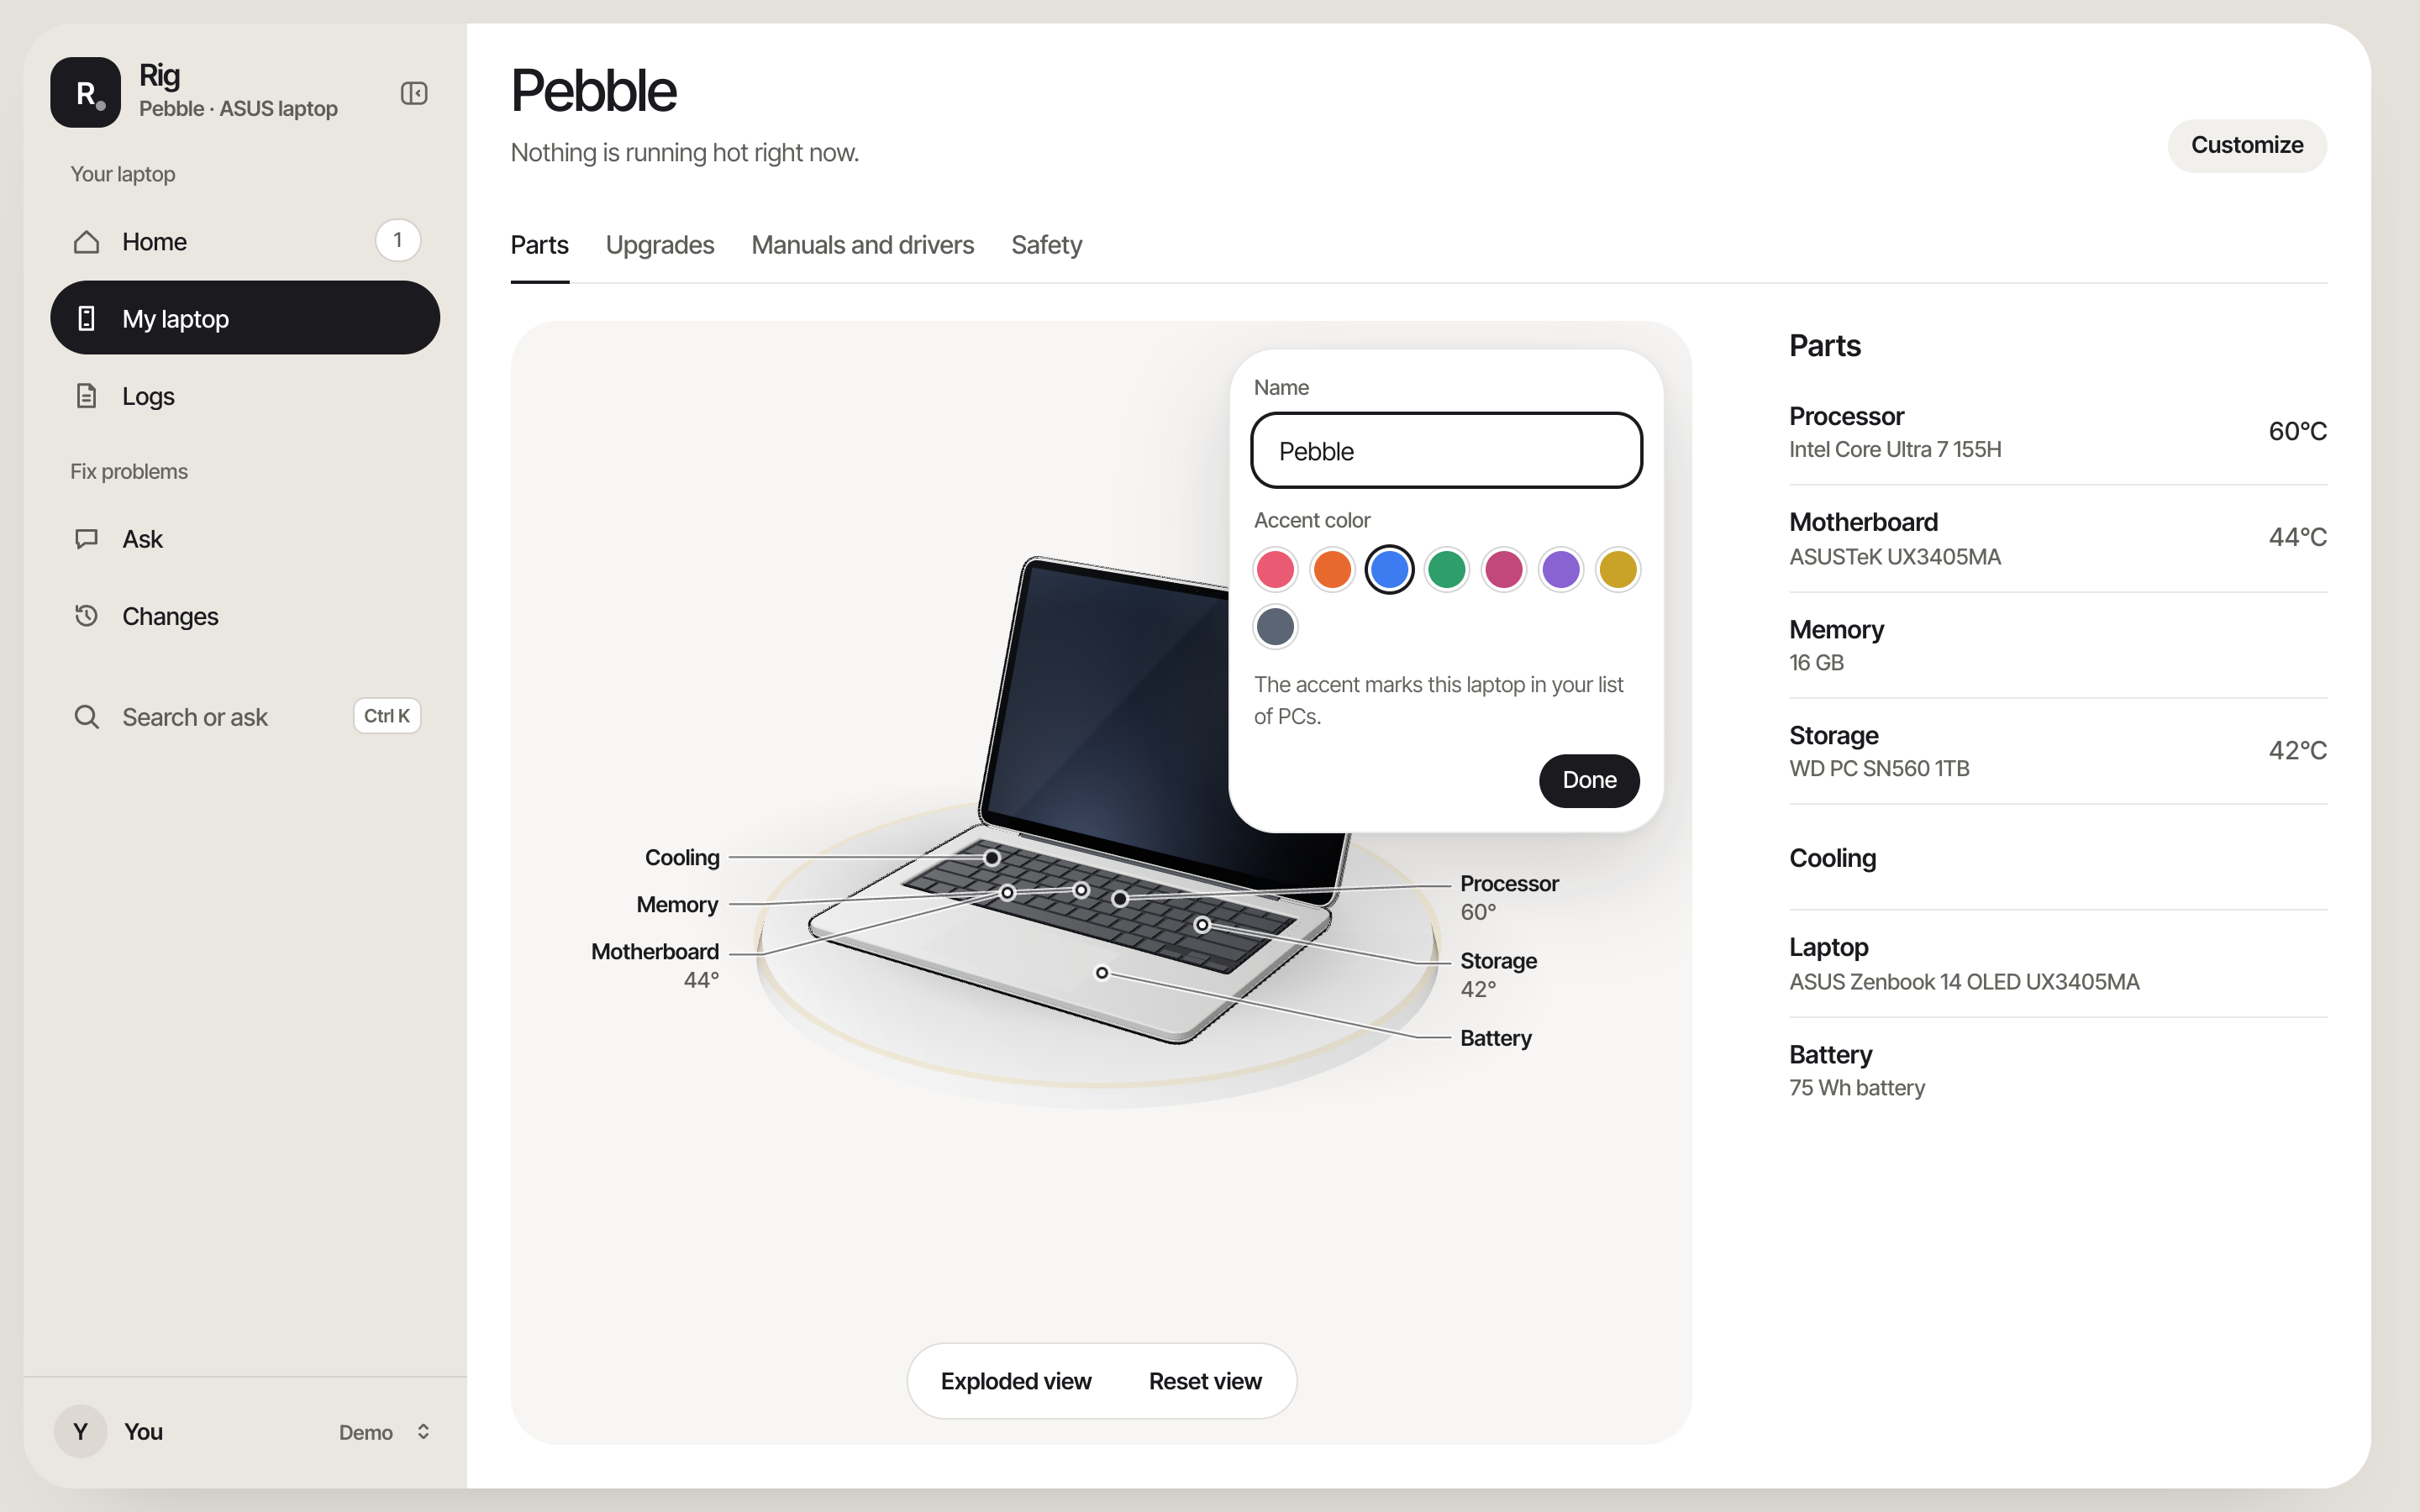 R.
Rig
Pebble · ASUS laptop
Your laptop
Home
1
My laptop
Logs
Fix problems
Ask
Changes
Search or ask
Ctrl K
Y
You
Demo
Pebble
Nothing is running hot right now.
Customize
Parts
Upgrades
Manuals and drivers
Safety
Name
Pebble
Accent color
The accent marks this laptop in your list
of PCs.
Done
Cooling
Memory
Motherboard
44°
Processor
60°
Storage
42°
Battery
Exploded view
Reset view
Parts
Processor
Intel Core Ultra 7 155H
60°C
Motherboard
ASUSTeK UX3405MA
44°C
Memory
16 GB
Storage
WD PC SN560 1TB
42°C
Cooling
Laptop
ASUS Zenbook 14 OLED UX3405MA
Battery
75 Wh battery